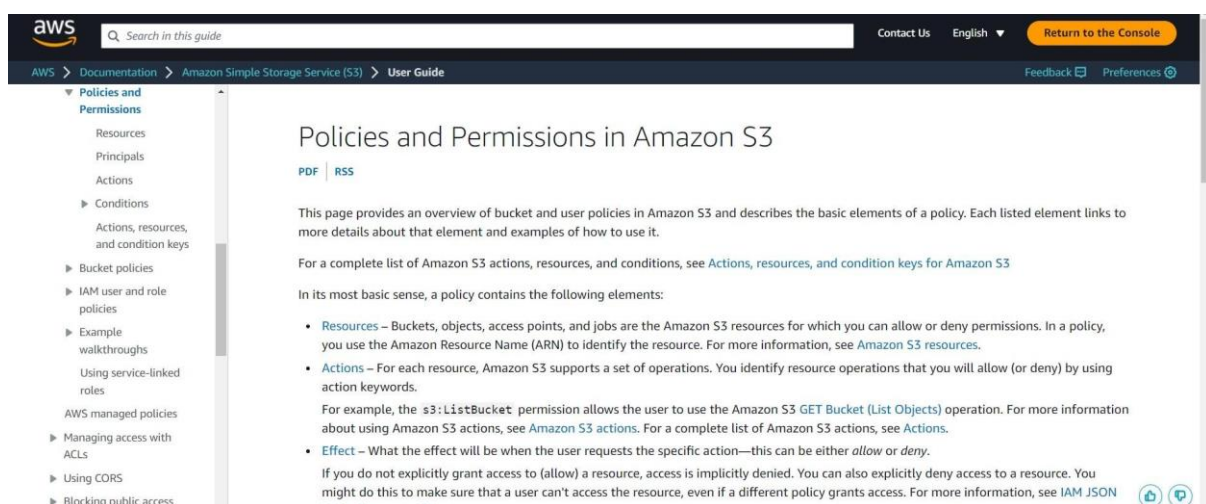 aws
Search in this guide
Contact Us
English
Return to the Console
AWS > Documentation > Amazon Simple Storage Service (S3) > User Guide
Feedback
Preferences
Policies and
Permissions
Resources
Principals
Actions
Conditions
Actions, resources,
and condition keys
Bucket policies
IAM user and role
policies
Example
walkthroughs
Using service-linked
roles
AWS managed policies
Managing access with
ACLs
Using CORS
Blocking public access
Policies and Permissions in Amazon S3
PDF | RSS
This page provides an overview of bucket and user policies in Amazon S3 and describes the basic elements of a policy. Each listed element links to
more details about that element and examples of how to use it.
For a complete list of Amazon S3 actions, resources, and conditions, see Actions, resources, and condition keys for Amazon S3
In its most basic sense, a policy contains the following elements:
• Resources – Buckets, objects, access points, and jobs are the Amazon S3 resources for which you can allow or deny permissions. In a policy,
you use the Amazon Resource Name (ARN) to identify the resource. For more information, see Amazon S3 resources.
• Actions – For each resource, Amazon S3 supports a set of operations. You identify resource operations that you will allow (or deny) by using
action keywords.
For example, the s3:ListBucket permission allows the user to use the Amazon S3 GET Bucket (List Objects) operation. For more information
about using Amazon S3 actions, see Amazon S3 actions. For a complete list of Amazon S3 actions, see Actions.
• Effect – What the effect will be when the user requests the specific action—this can be either allow or deny.
If you do not explicitly grant access to (allow) a resource, access is implicitly denied. You can also explicitly deny access to a resource. You
might do this to make sure that a user can't access the resource, even if a different policy grants access. For more information, see IAM JSON